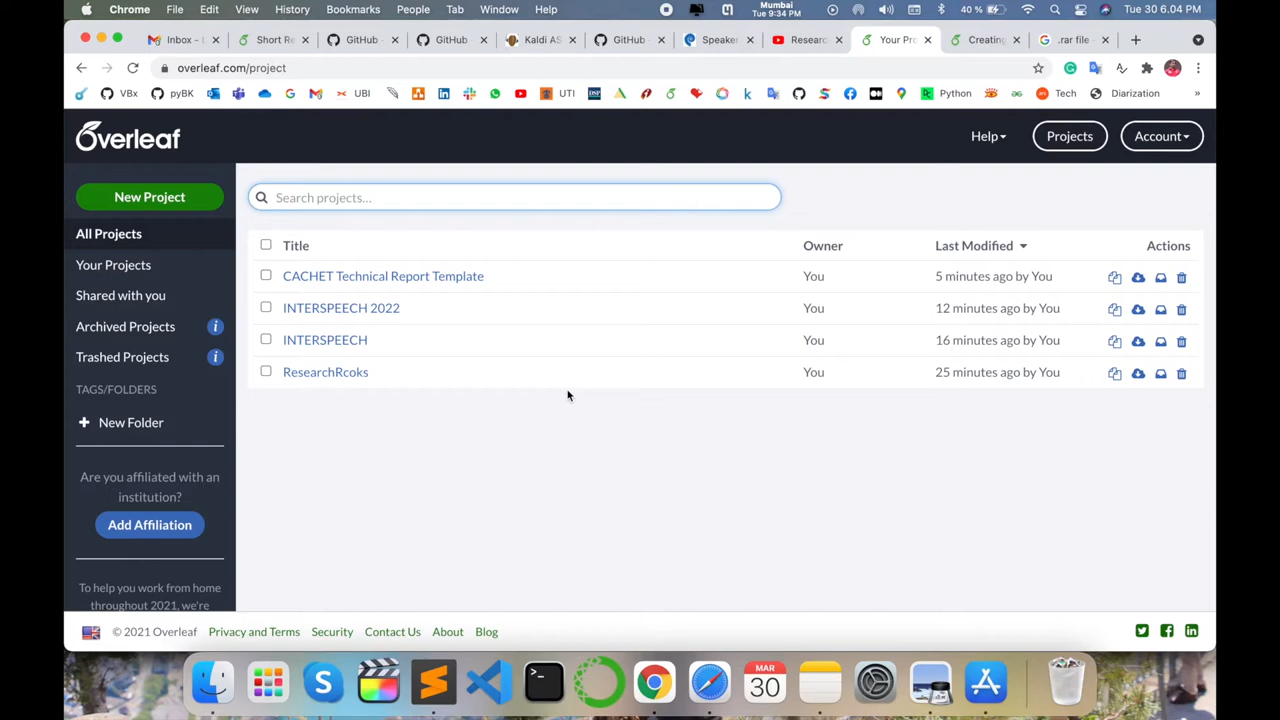 Chrome File Edit View History Bookmarks People Tab Window Help
Mumbai
Tue 9:34 PM
40 %
Tue 30 6.04 PM
Inbox –
Short Re
GitHub
GitHub
Kaldi AS
GitHub
Speaker
Researc
Your Pro
Creating
.rar file -
overleaf.com/project
VBx
pyBK
UBI
UTI
Python
Tech
Diarization
»
Overleaf
Help
Projects
Account
New Project
Search projects...
All Projects
Your Projects
Shared with you
Archived Projects
Trashed Projects
TAGS/FOLDERS
New Folder
Are you affiliated with an
institution?
Add Affiliation
To help you work from home
throughout 2021, we're
Title Owner Last Modified Actions
CACHET Technical Report Template You 5 minutes ago by You
INTERSPEECH 2022 You 12 minutes ago by You
INTERSPEECH You 16 minutes ago by You
ResearchRcoks You 25 minutes ago by You
© 2021 Overleaf Privacy and Terms Security Contact Us About Blog
MAR
30